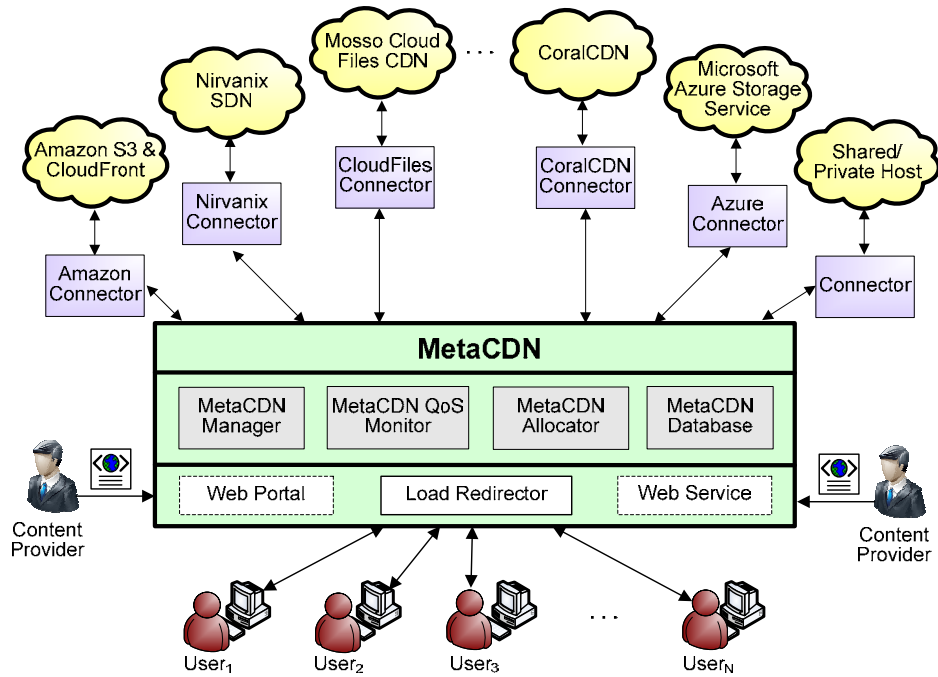 Mosso Cloud
Files CDN
...
CoralCDN
Nirvanix
SDN
Microsoft
Azure Storage
Service
Amazon S3 &
CloudFront
Shared/
Private Host
CloudFiles
Connector
CoralCDN
Connector
Nirvanix
Connector
Azure
Connector
Amazon
Connector
Connector
MetaCDN
MetaCDN
Manager
MetaCDN QoS
Monitor
MetaCDN
Allocator
MetaCDN
Database
Web Portal
Load Redirector
Web Service
Content
Provider
Content
Provider
...
User1
User2
User3
UserN